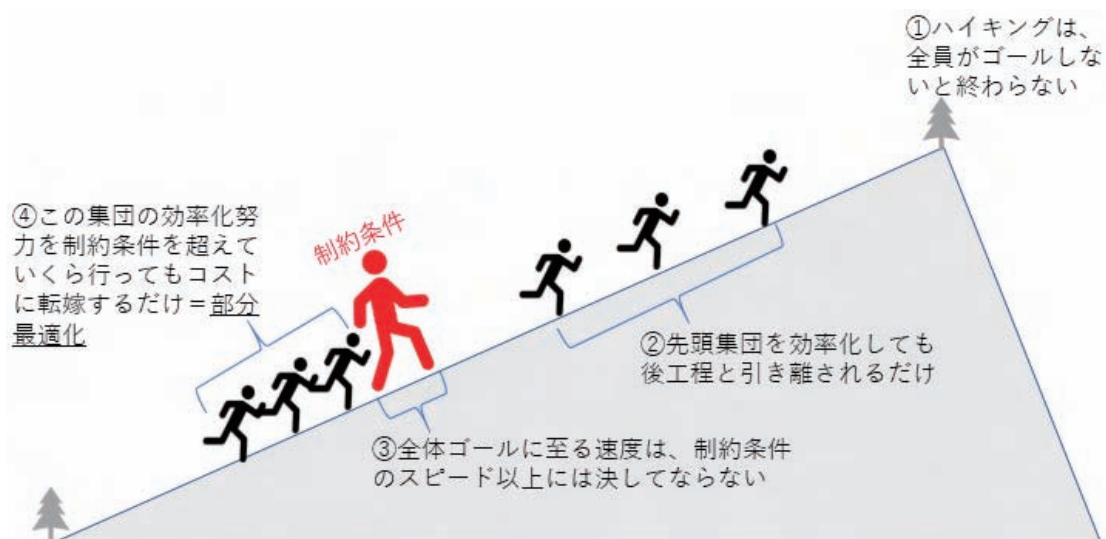 ①ハイキングは、
全員がゴールしな
いと終わらない
④この集団の効率化努
力を制約条件を超えて
いくら行ってもコスト
に転嫁するだけ＝部分
最適化
制約条件
②先頭集団を効率化しても
後工程と引き離されるだけ
③全体ゴールに至る速度は、制約条件
のスピード以上には決してならない